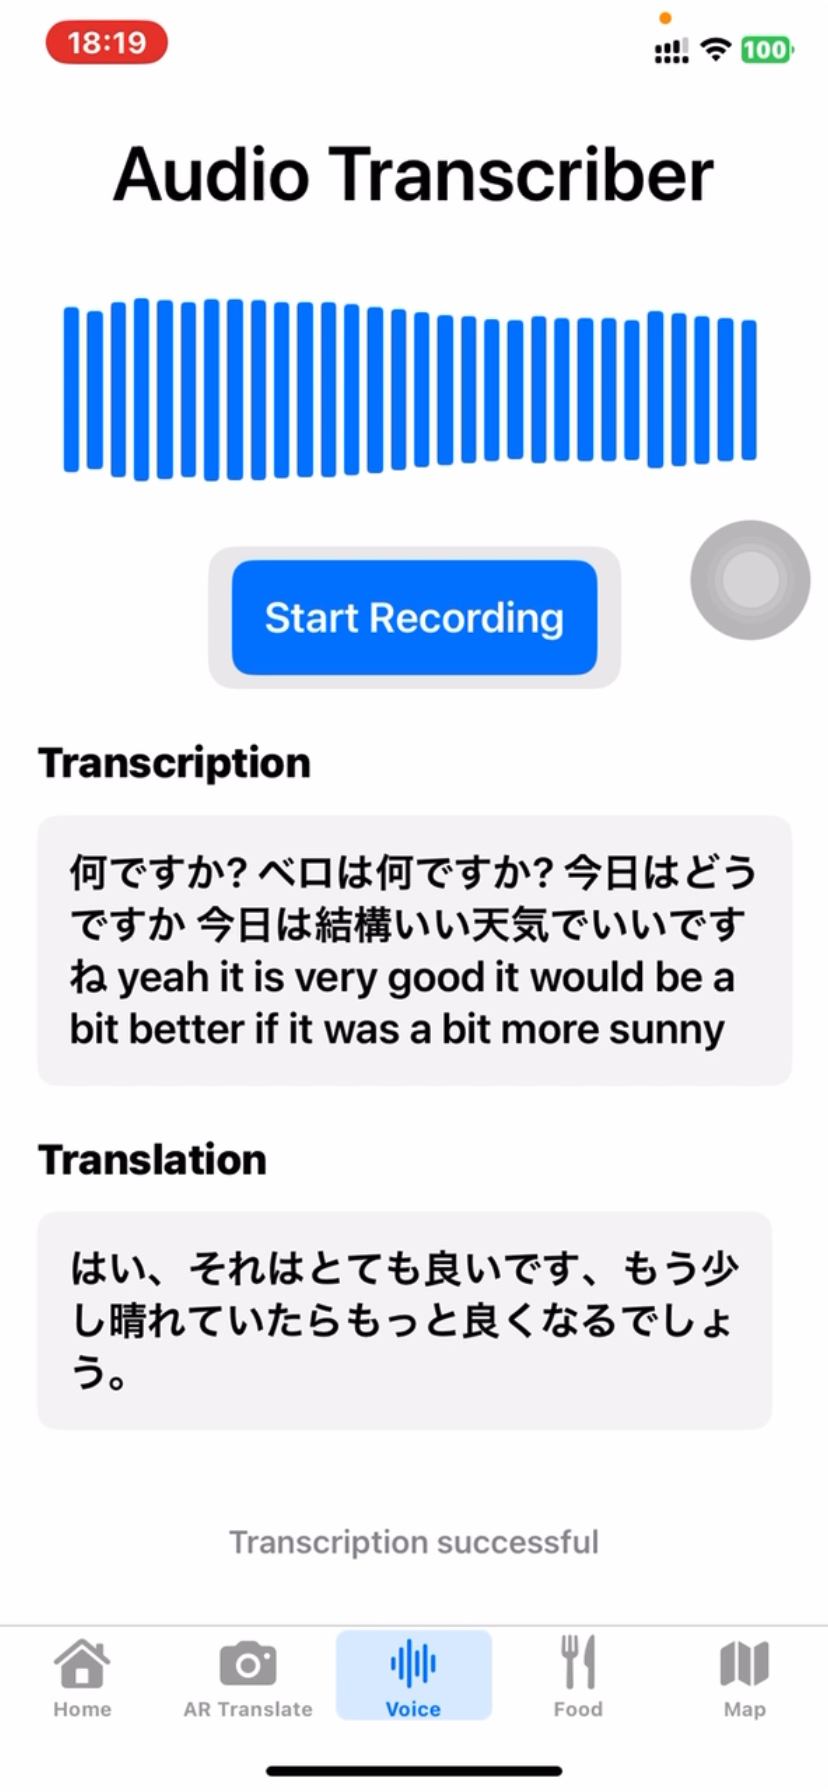 18:19
100
Audio Transcriber
Start Recording
Transcription
何ですか? ベロは何ですか? 今日はどう
ですか 今日は結構いい天気でいいです
ね yeah it is very good it would be a
bit better if it was a bit more sunny
Translation
はい、それはとても良いです、もう少
し晴れていたらもっと良くなるでしょ
う。
Transcription successful
Home
AR Translate
Voice
Food
Map